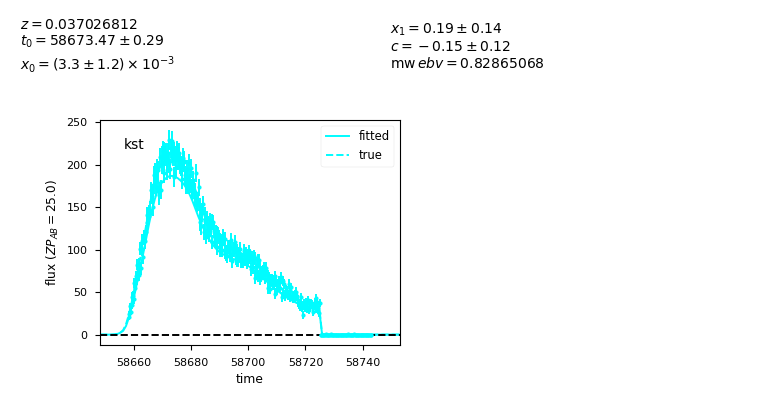 z = 0.037026812
t₀ = 58673.47 ± 0.29
x₀ = (3.3 ± 1.2) × 10⁻³
x₁ = 0.19 ± 0.14
c = −0.15 ± 0.12
mwebv = 0.82865068
kst
fitted
true
flux (ZP_AB = 25.0)
250
200
150
100
50
0
58660 58680 58700 58720 58740
time